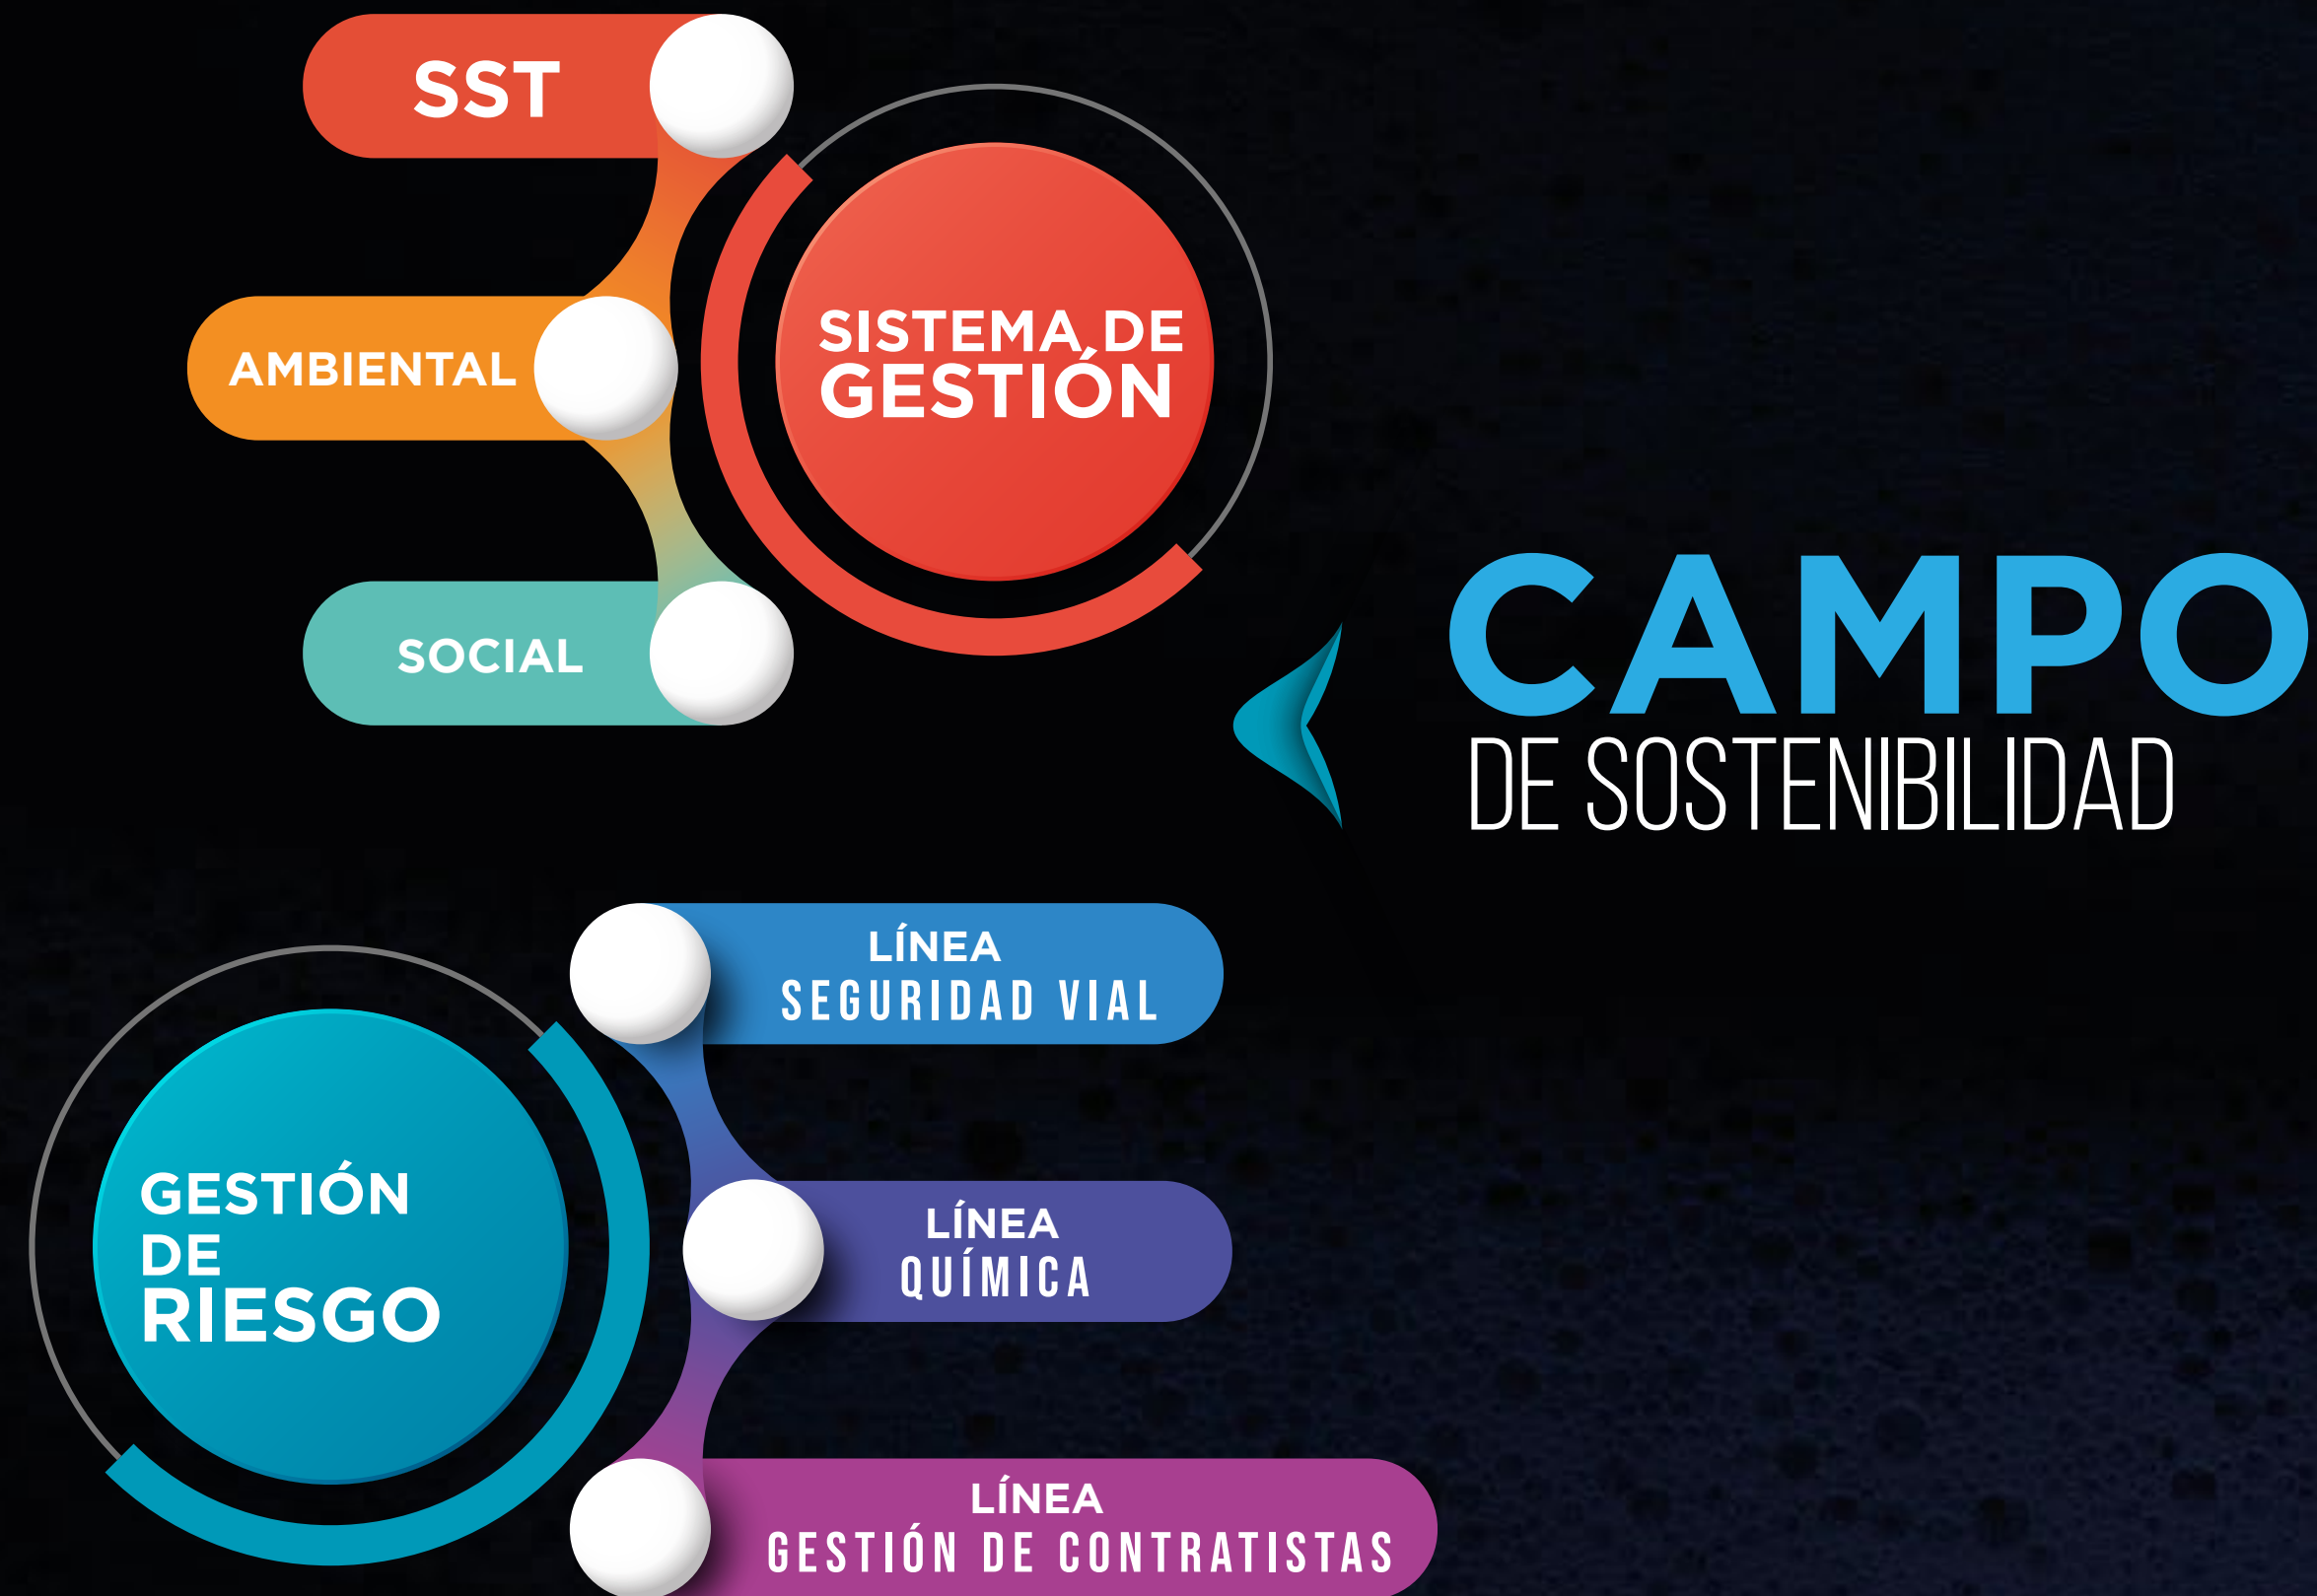 SST
AMBIENTAL
SOCIAL
SISTEMA DE
GESTIÓN
CAMPO
DE SOSTENIBILIDAD
GESTIÓN
DE
RIESGO
LÍNEA
SEGURIDAD VIAL
LÍNEA
QUÍMICA
LÍNEA
GESTIÓN DE CONTRATISTAS